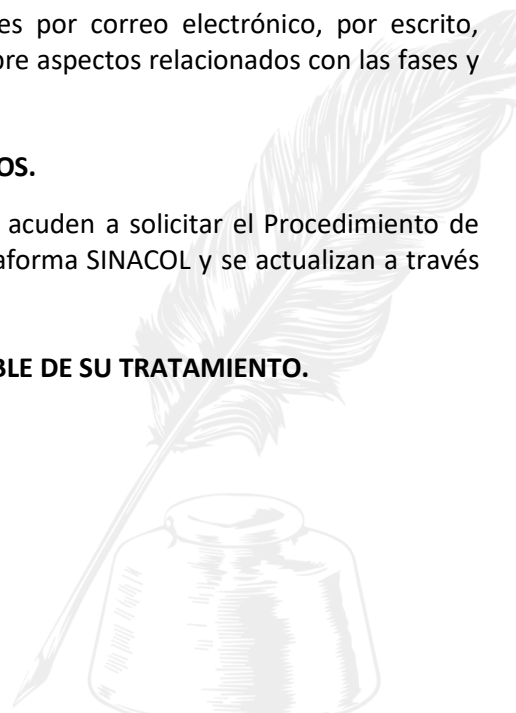 es por correo electrónico, por escrito,
bre aspectos relacionados con las fases y
OS.
acuden a solicitar el Procedimiento de
aforma SINACOL y se actualizan a través
BLE DE SU TRATAMIENTO.